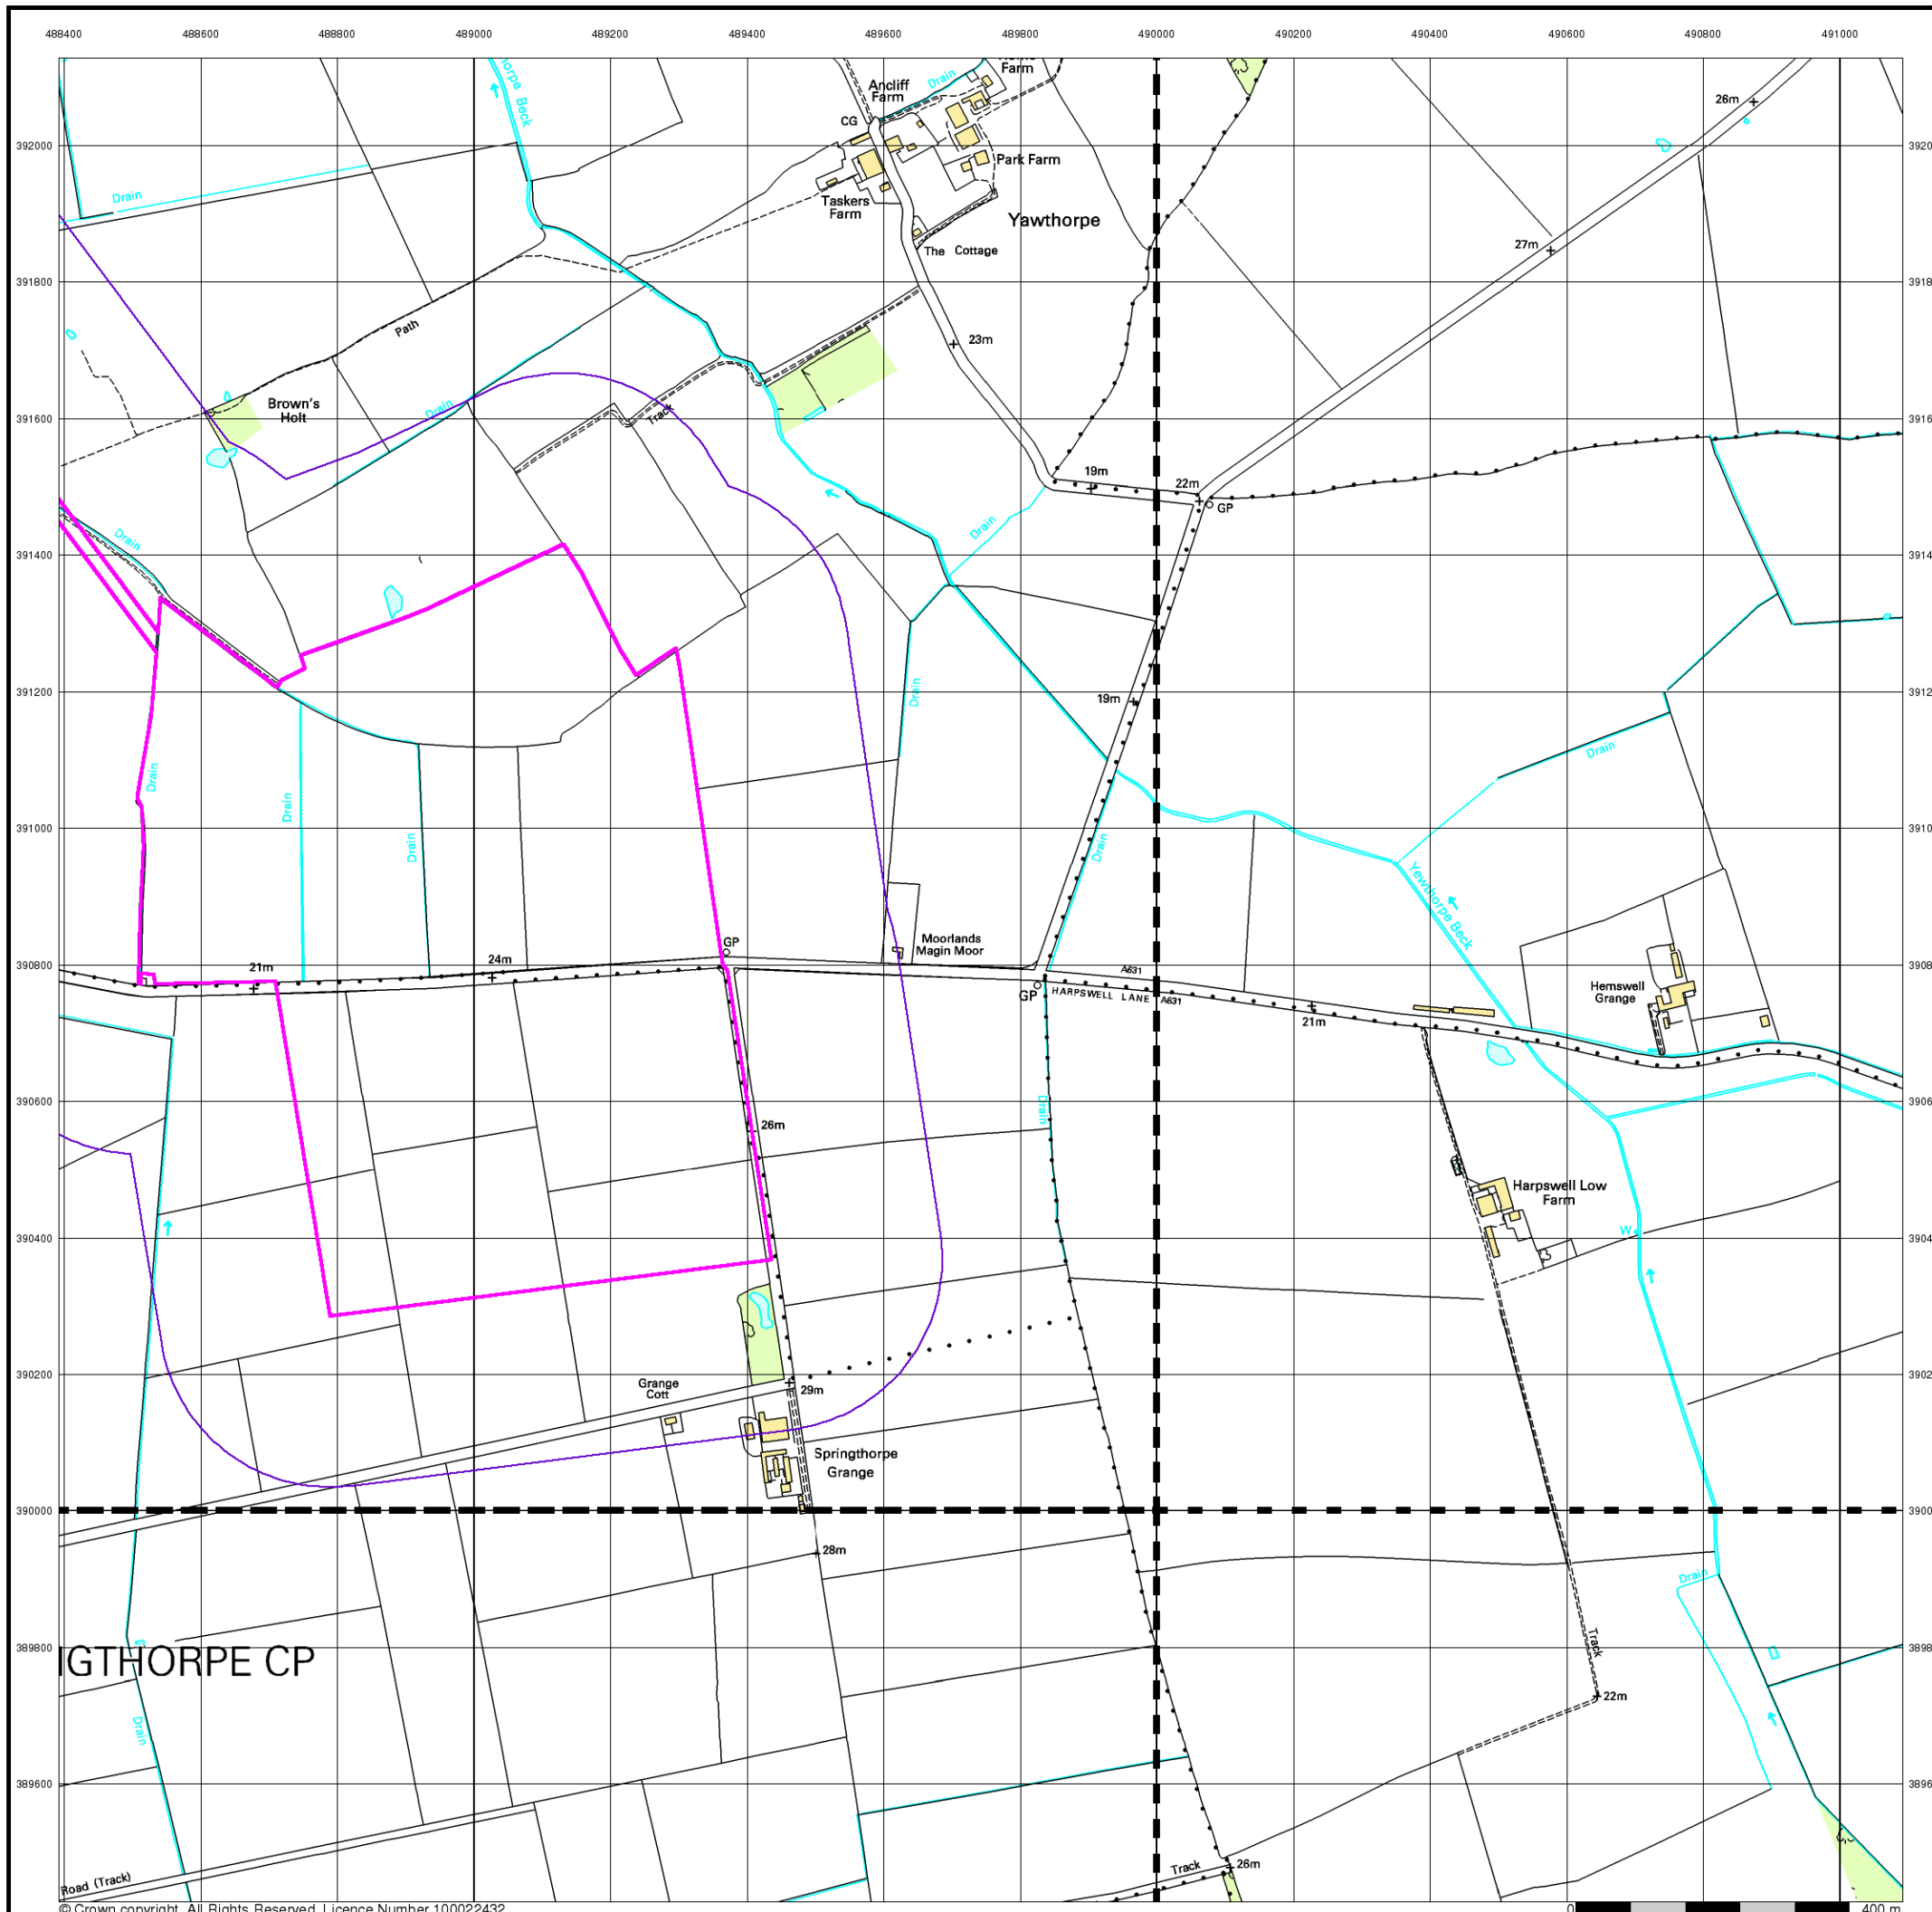 488400 488600 488800 489000 489200 489400 489600 489800 490000 490200 490400 490600 490800 491000
Farm
Drain
Ancliff
Farm
26m
CG
392000
Park Farm
Taskers
Farm
Yawthorpe
The Cottage
27m
391800
Drain
Path
23m
Brown's
Holt
Drain
Track
391600
19m
22m
GP
Drain
Drain
391400
391200
Drain
19m
Drain
Drain
Drain
Drain
Drain
391000
Yewthorpe Beck
GP
Moorlands
Magin Moor
21m
24m
390800
A631
GP
HARPSWELL LANE
A631
21m
Hemswell
Grange
390600
26m
Drain
Harpswell Low
Farm
W
390400
390200
Grange
Cott
29m
Springthorpe
Grange
390000
28m
Drain
IGTHORPE CP
389800
Track
22m
Drain
389600
Road (Track)
Track
26m
© Crown copyright. All Rights Reserved. Licence Number 100022432
0 400 m